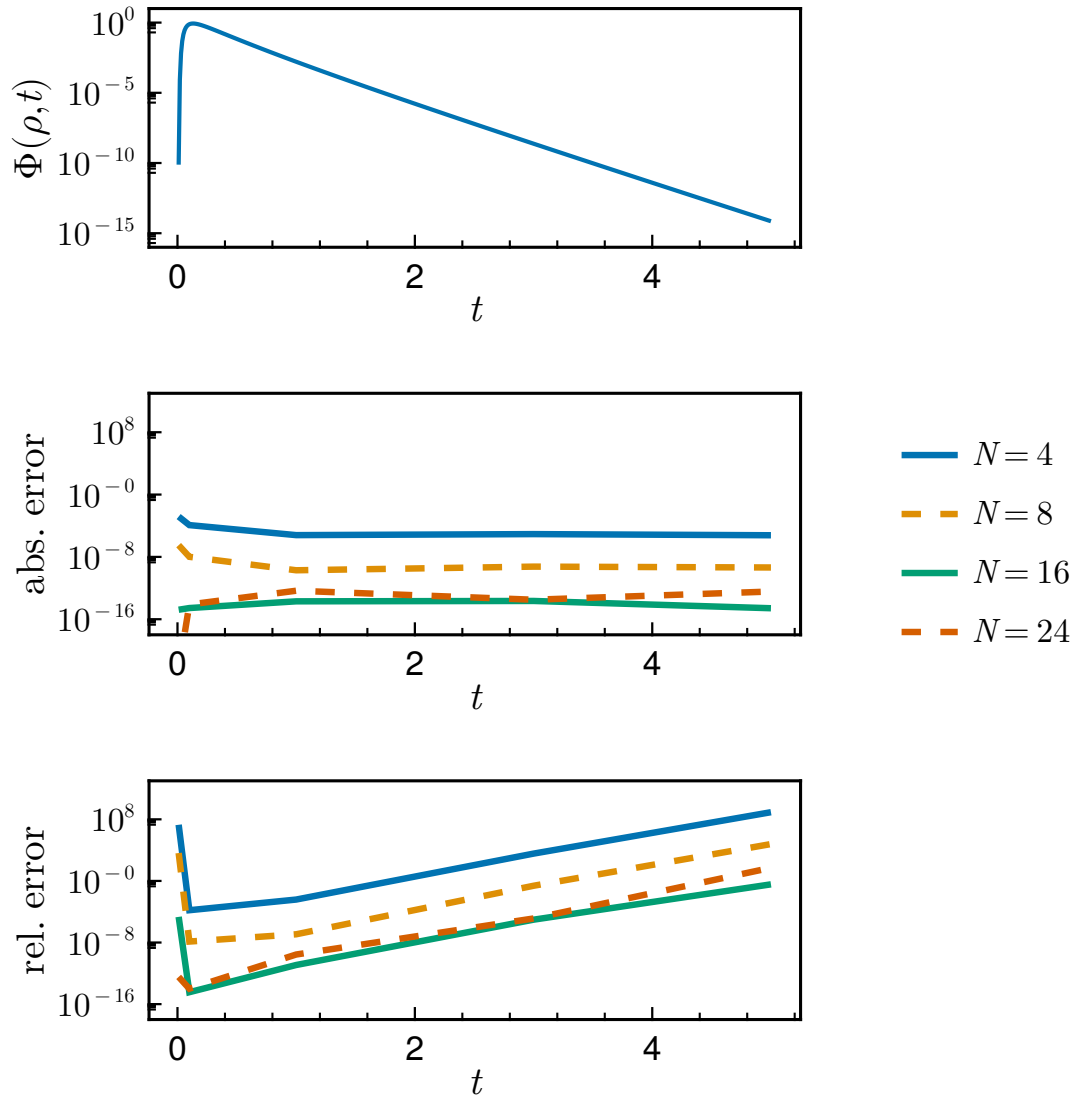 Φ(ρ,t)
10^0
10^{-5}
10^{-10}
10^{-15}
0 2 4
t
abs. error
10^8
10^{-0}
10^{-8}
10^{-16}
0 2 4
t
N = 4
N = 8
N = 16
N = 24
rel. error
10^8
10^{-0}
10^{-8}
10^{-16}
0 2 4
t